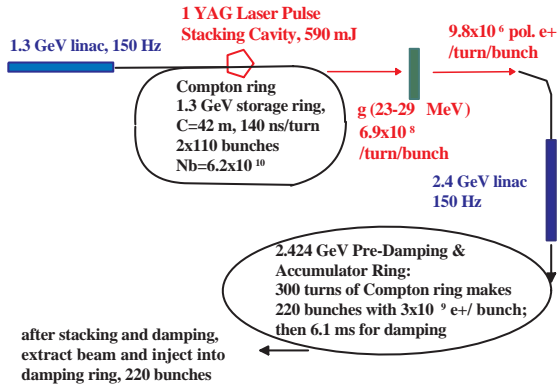 1 YAG Laser Pulse
Stacking Cavity, 590 mJ
1.3 GeV linac, 150 Hz
9.8x10 6 pol. e+
/turn/bunch
Compton ring
1.3 GeV storage ring,
C=42 m, 140 ns/turn
2x110 bunches
Nb=6.2x10 10
g (23-29 MeV)
6.9x10 8
/turn/bunch
2.4 GeV linac
150 Hz
2.424 GeV Pre-Damping &
Accumulator Ring:
300 turns of Compton ring makes
220 bunches with 3x10 9 e+/ bunch;
then 6.1 ms for damping
after stacking and damping,
extract beam and inject into
damping ring, 220 bunches